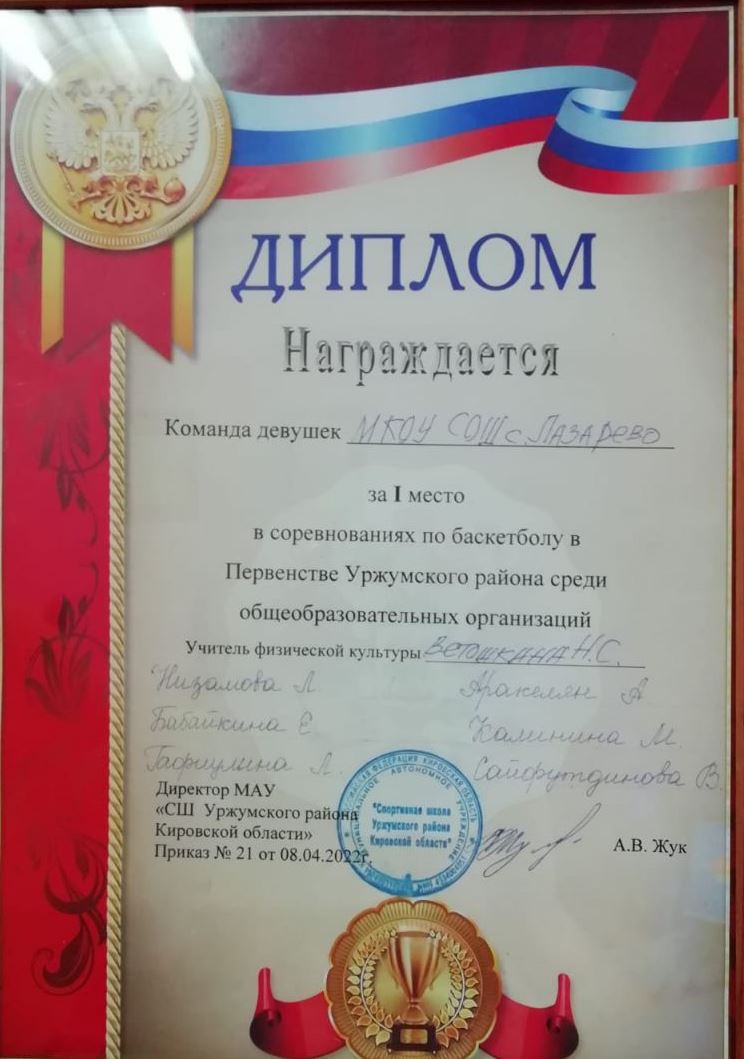 ДИПЛОМ
Награждается
Команда девушек МКОУ СОШ с. Лазарево
за I место
в соревнованиях по баскетболу в
Первенстве Уржумского района среди
общеобразовательных организаций
Учитель физической культуры Ветошкина Н.С.
Низамова Л
Аракелян А
Бабайкина Е.
Калинина М.
Гафиулина Л.
Сайфутдинова В.
Директор МАУ
«СШ Уржумского района
Кировской области»
Приказ № 21 от 08.04.2022г.
"Спортивная школа
Уржумского района
Кировской области"
А.В. Жук